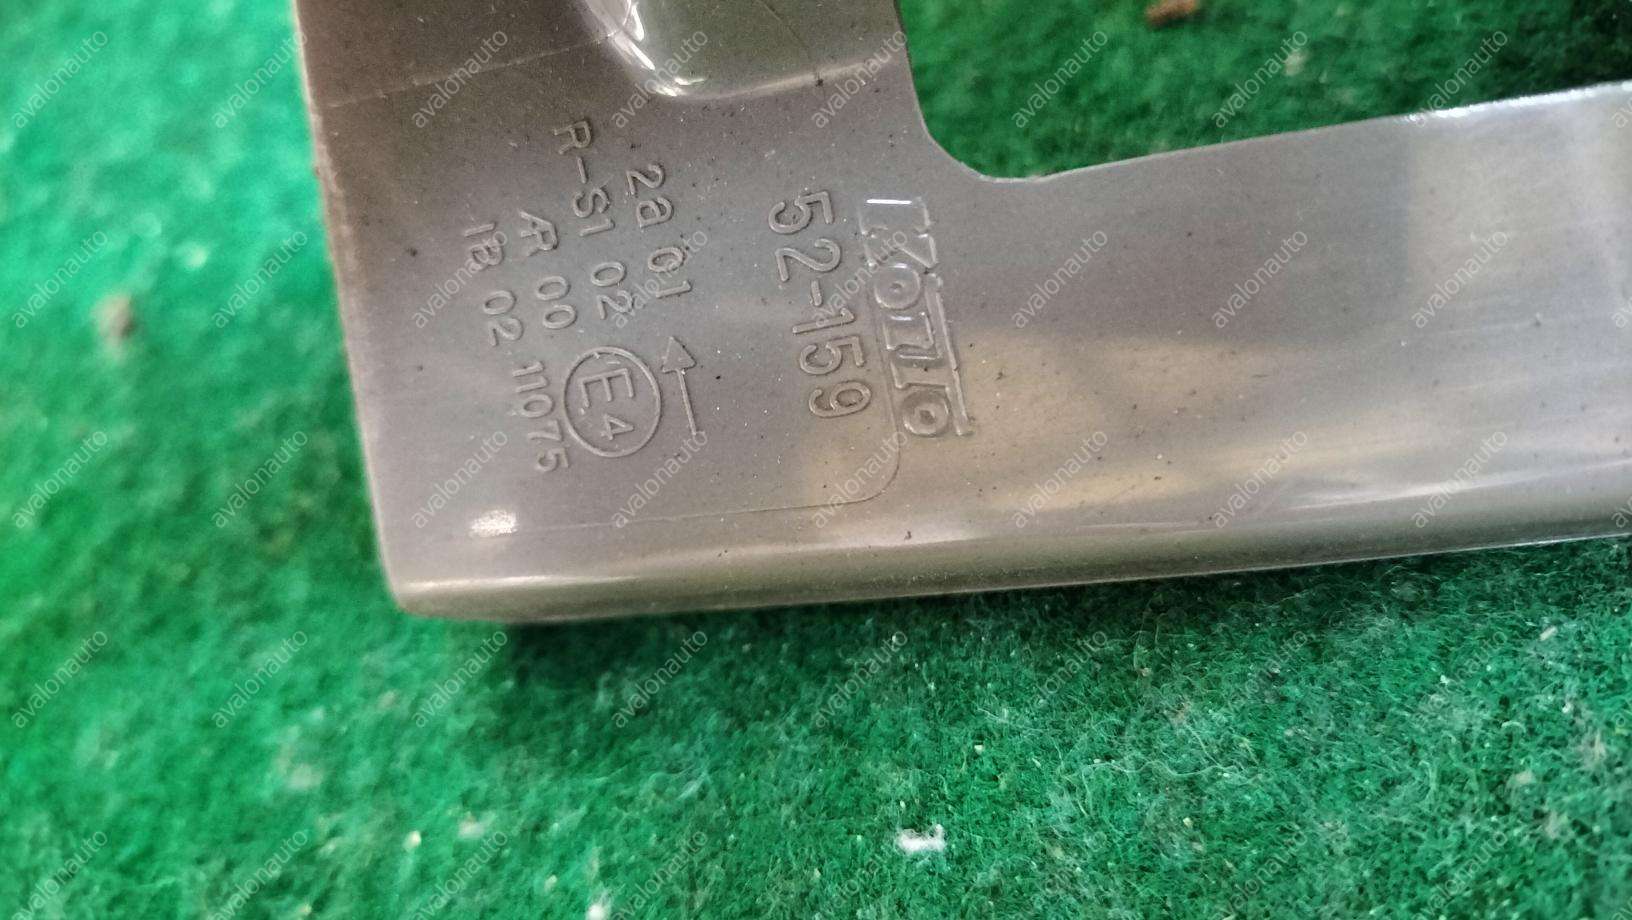 KOITO
52-159
2a 01
R-S1 02
AR 00
IB 02 11075
E4
avalonauto